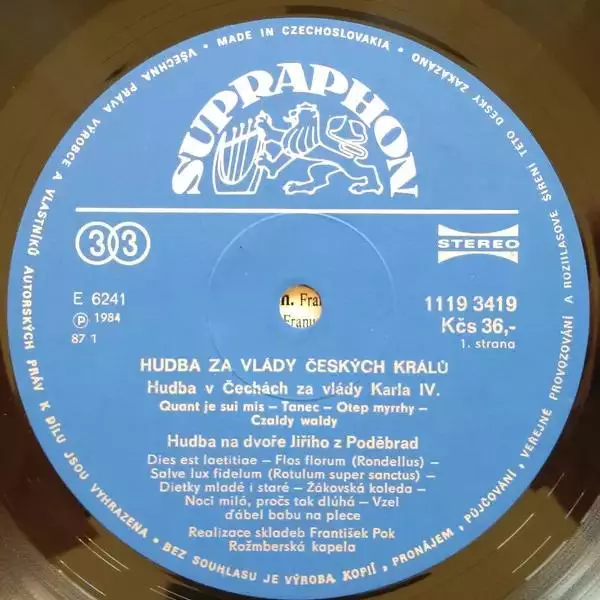 • VŠECHNA PRÁVA VÝROBCE A VLASTNÍKŮ AUTORSKÝCH PRÁV K DÍLU JSOU VYHRAZENA • BEZ SOUHLASU JE VÝROBA KOPIÍ, PRONÁJEM, PŮJČOVÁNÍ, VEŘEJNÉ PROVOZOVÁNÍ A ROZHLASOVÉ ŠÍŘENÍ TÉTO DESKY ZAKÁZÁNO • MADE IN CZECHOSLOVAKIA
SUPRAPHON
33
STEREO
E 6241
1119 3419
℗ 1984
Kčs 36,-
87 1
1. strana
n. Fra
Franu
HUDBA ZA VLÁDY ČESKÝCH KRÁLŮ
Hudba v Čechách za vlády Karla IV.
Quant je sui mis – Tanec – Otep myrrhy –
Czaldy waldy
Hudba na dvoře Jiřího z Poděbrad
Dies est laetitiae – Flos florum (Rondellus) –
Salve lux fidelum (Rotulum super sanctus) –
Dietky mladé i staré – Žákovská koleda –
Noci milá, pročs tak dlúhá – Vzel
ďábel babu na plece
Realizace skladeb František Pok
Rožmberská kapela